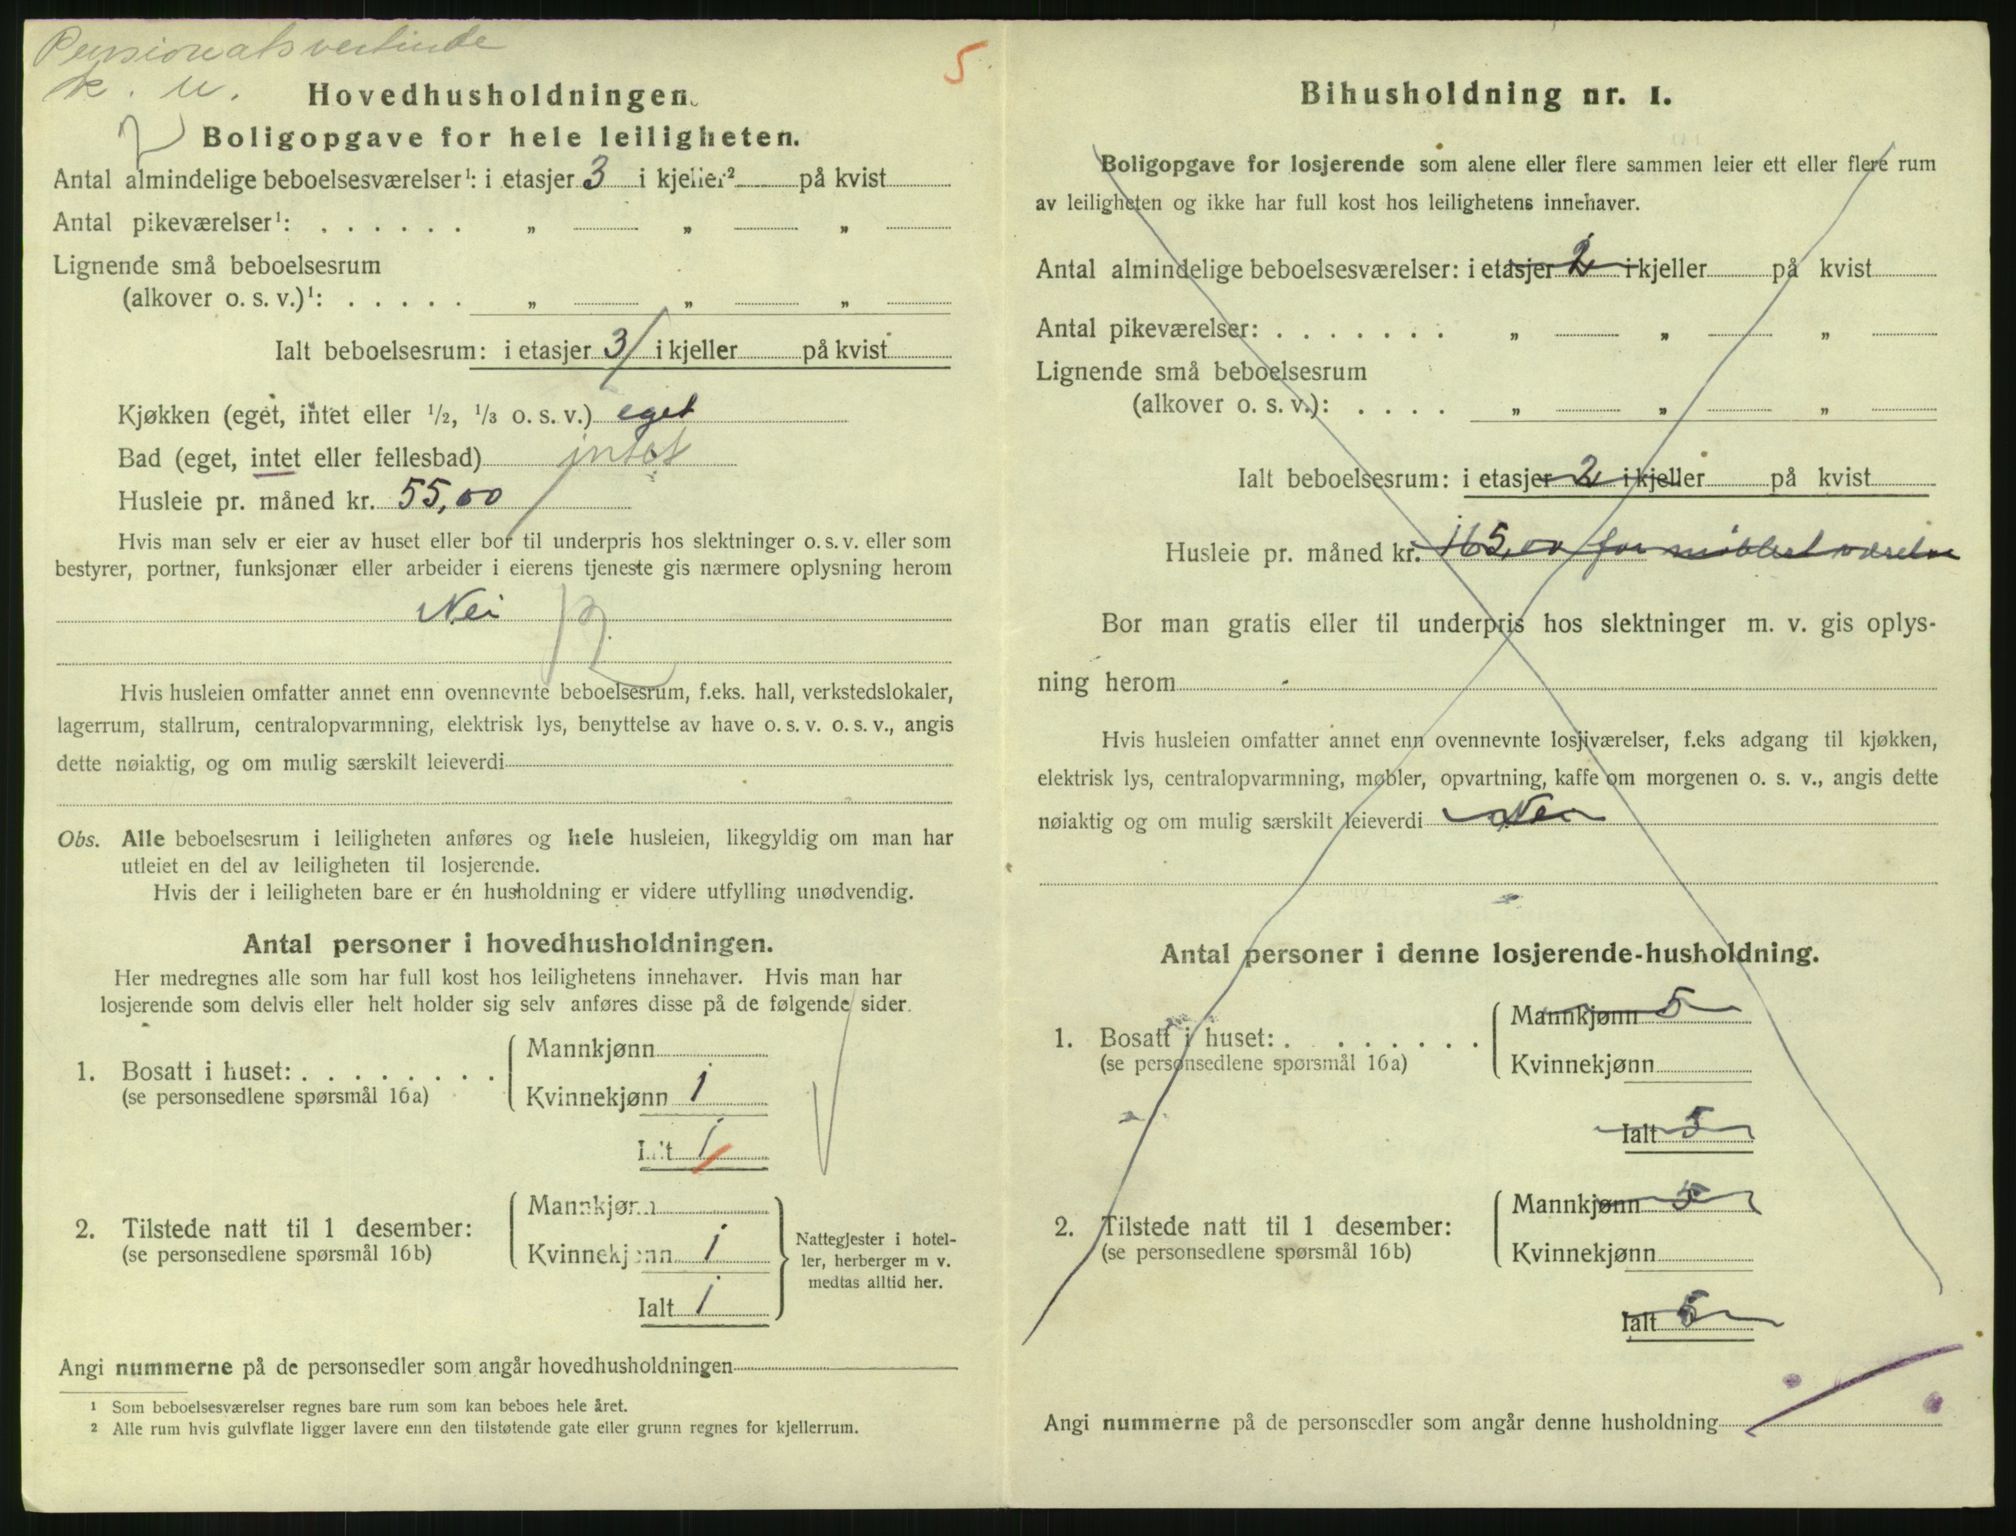 Pensionatsvertinde
k. u.
5
Hovedhusholdningen.
Boligopgave for hele leiligheten.
Antal almindelige beboelsesværelser¹: i etasjer 3 i kjeller² på kvist
Antal pikeværelser¹: . . . . . . „ „ „
Lignende små beboelsesrum
(alkover o. s. v.)¹: . . . . . „ „ „
Ialt beboelsesrum: i etasjer 3 i kjeller på kvist
Kjøkken (eget, intet eller 1/2, 1/3 o. s. v.) eget
Bad (eget, intet eller fellesbad) intet
Husleie pr. måned kr. 55,00
Hvis man selv er eier av huset eller bor til underpris hos slektninger o. s. v. eller som
bestyrer, portner, funksjonær eller arbeider i eierens tjeneste gis nærmere oplysning herom
Nei
Hvis husleien omfatter annet enn ovennevnte beboelsesrum, f.eks. hall, verkstedslokaler,
lagerrum, stallrum, centralopvarmning, elektrisk lys, benyttelse av have o. s. v. o. s. v., angis
dette nøiaktig, og om mulig særskilt leieverdi
Obs. Alle beboelsesrum i leiligheten anføres og hele husleien, likegyldig om man har
utleiet en del av leiligheten til losjerende.
Hvis der i leiligheten bare er én husholdning er videre utfylling unødvendig.
Antal personer i hovedhusholdningen.
Her medregnes alle som har full kost hos leilighetens innehaver. Hvis man har
losjerende som delvis eller helt holder sig selv anføres disse på de følgende sider.
Mannkjønn
1. Bosatt i huset: . . . . . . . .
(se personsedlene spørsmål 16a)
Kvinnekjønn 1
Ialt 1
Mannkjønn
2. Tilstede natt til 1 desember:
(se personsedlene spørsmål 16b)
Kvinnekjønn 1
Ialt 1
Nattegjester i hotel-
ler, herberger m v.
medtas alltid her.
Angi nummerne på de personsedler som angår hovedhusholdningen
¹ Som beboelsesværelser regnes bare rum som kan beboes hele året.
² Alle rum hvis gulvflate ligger lavere enn den tilstøtende gate eller grunn regnes for kjellerrum.
Bihusholdning nr. 1.
Boligopgave for losjerende som alene eller flere sammen leier ett eller flere rum
av leiligheten og ikke har full kost hos leilighetens innehaver.
Antal almindelige beboelsesværelser: i etasjer 2 i kjeller på kvist
Antal pikeværelser: . . . . . . . „ „ „
Lignende små beboelsesrum
(alkover o. s. v.): . . . . „ „ „
Ialt beboelsesrum: i etasjer 2 i kjeller på kvist
Husleie pr. måned kr. 165,00 for møblert værelse
Bor man gratis eller til underpris hos slektninger m. v. gis oplys-
ning herom
Hvis husleien omfatter annet enn ovennevnte losjiværelser, f.eks adgang til kjøkken,
elektrisk lys, centralopvarmning, møbler, opvartning, kaffe om morgenen o. s. v., angis dette
nøiaktig og om mulig særskilt leieverdi Nei
Antal personer i denne losjerende-husholdning.
Mannkjønn 5
1. Bosatt i huset: . . . . . . . .
(se personsedlene spørsmål 16a)
Kvinnekjønn
Ialt 5
Mannkjønn 5
2. Tilstede natt til 1 desember:
(se personsedlene spørsmål 16b)
Kvinnekjønn
Ialt 5
Angi nummerne på de personsedler som angår denne husholdning